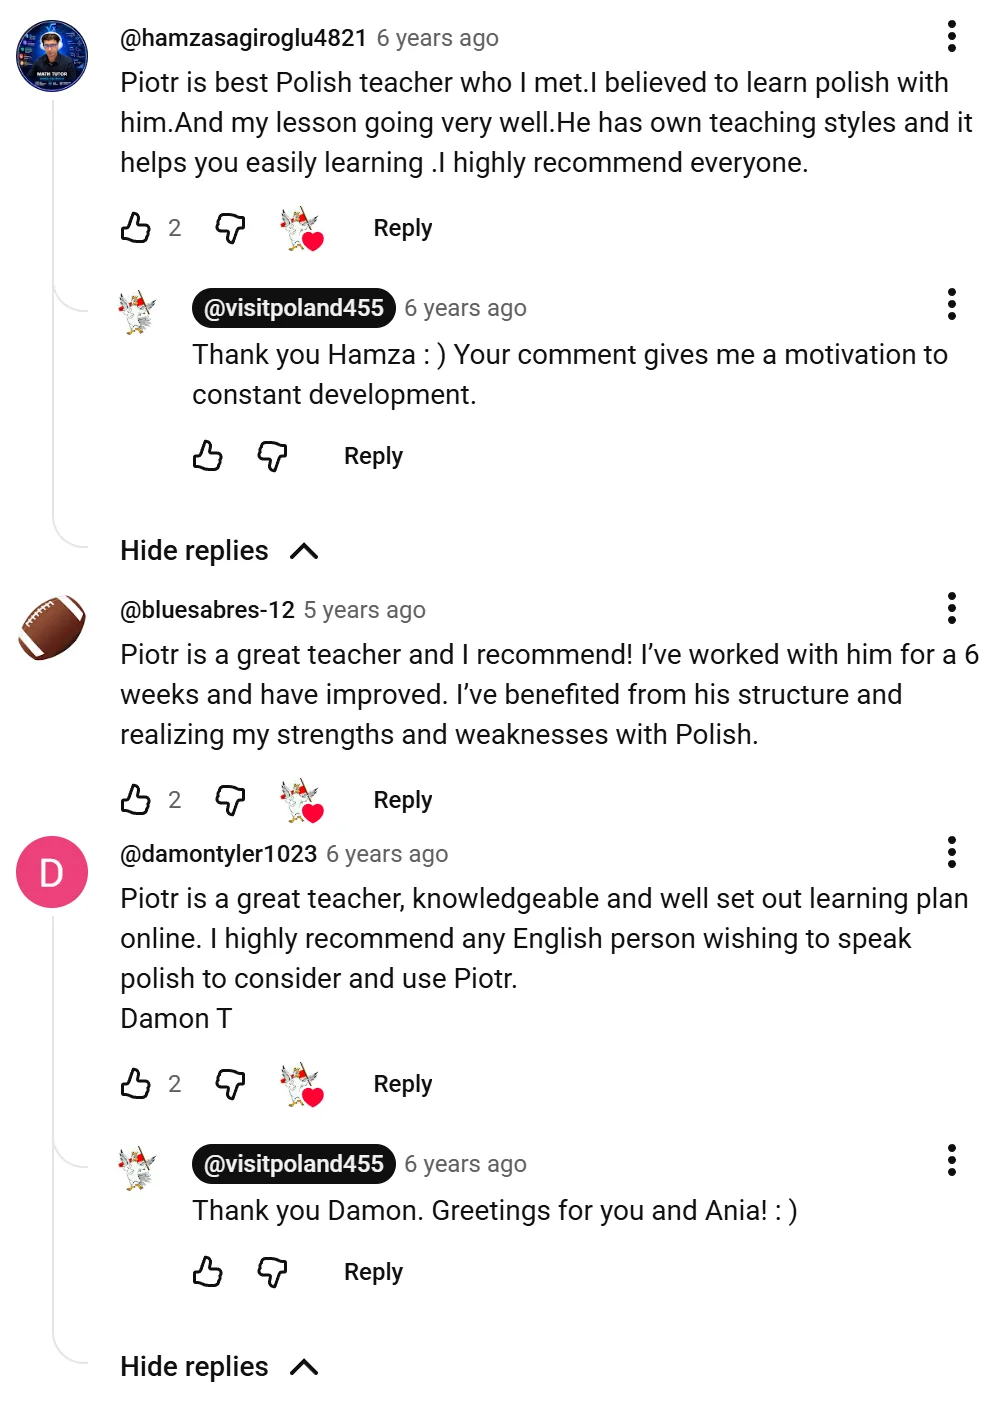 @hamzasagiroglu4821 6 years ago
Piotr is best Polish teacher who I met.I believed to learn polish with
him.And my lesson going very well.He has own teaching styles and it
helps you easily learning .I highly recommend everyone.
2 Reply
@visitpoland455 6 years ago
Thank you Hamza : ) Your comment gives me a motivation to
constant development.
Reply
Hide replies
@bluesabres-12 5 years ago
Piotr is a great teacher and I recommend! I’ve worked with him for a 6
weeks and have improved. I’ve benefited from his structure and
realizing my strengths and weaknesses with Polish.
2 Reply
D
@damontyler1023 6 years ago
Piotr is a great teacher, knowledgeable and well set out learning plan
online. I highly recommend any English person wishing to speak
polish to consider and use Piotr.
Damon T
2 Reply
@visitpoland455 6 years ago
Thank you Damon. Greetings for you and Ania! : )
Reply
Hide replies